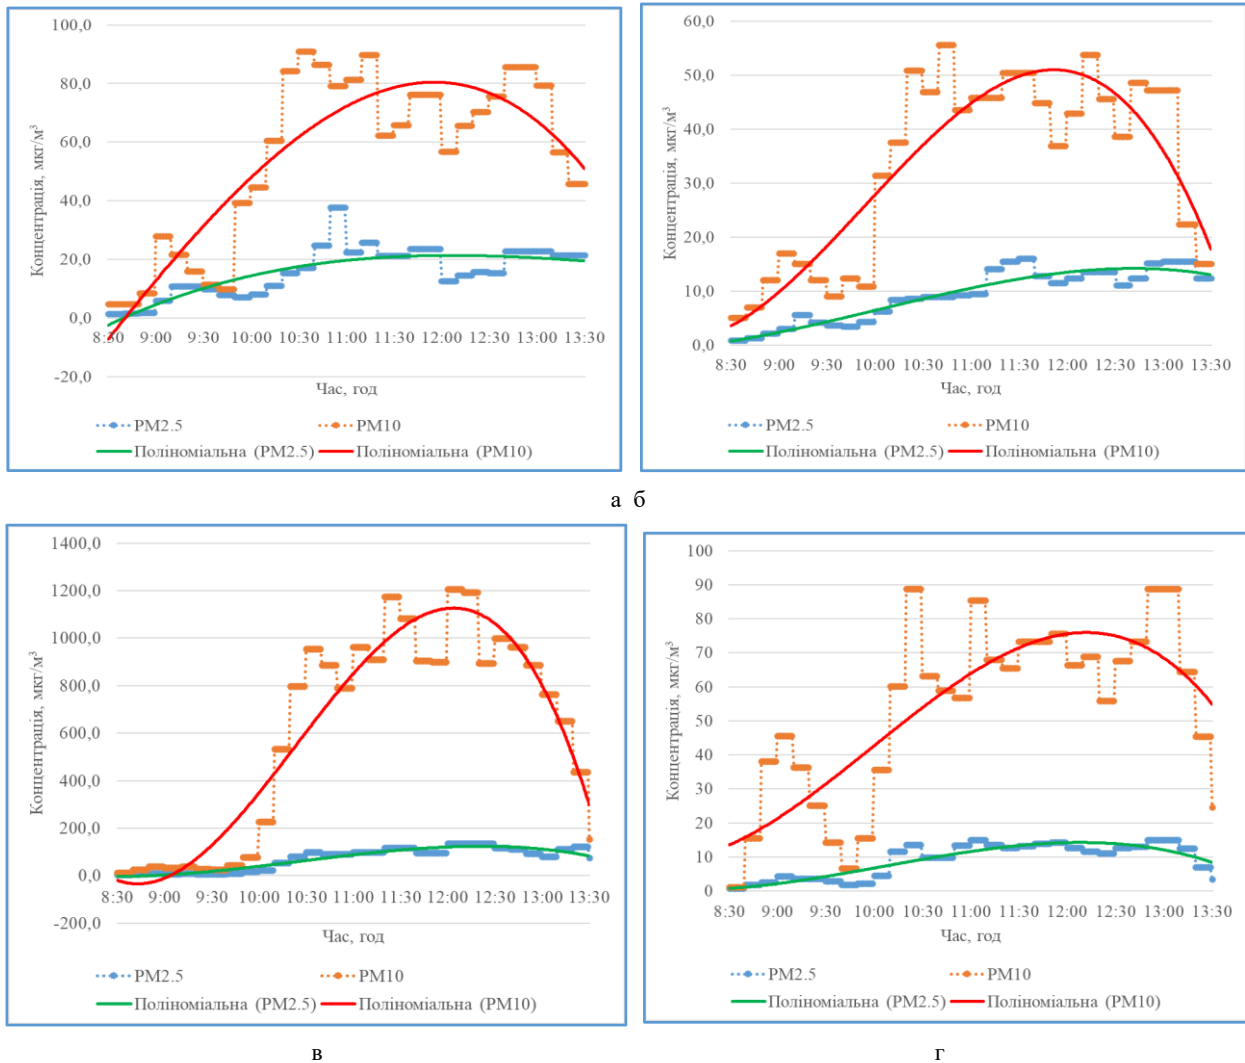 100,0
80,0
60,0
40,0
20,0
0,0
-20,0
Концентрація, мкг/м³
8:30 9:00 9:30 10:00 10:30 11:00 11:30 12:00 12:30 13:00 13:30
Час, год
PM2.5 PM10
Поліноміальна (PM2.5) Поліноміальна (PM10)
60,0
50,0
40,0
30,0
20,0
10,0
0,0
Концентрація, мкг/м³
8:30 9:00 9:30 10:00 10:30 11:00 11:30 12:00 12:30 13:00 13:30
Час, год
PM2.5 PM10
Поліноміальна (PM2.5) Поліноміальна (PM10)
а б
1400,0
1200,0
1000,0
800,0
600,0
400,0
200,0
0,0
-200,0
Концентрація, мкг/м³
8:30 9:00 9:30 10:00 10:30 11:00 11:30 12:00 12:30 13:00 13:30
Час, год
PM2.5 PM10
Поліноміальна (PM2.5) Поліноміальна (PM10)
100
90
80
70
60
50
40
30
20
10
0
Концентрація, мкг/м³
8:30 9:00 9:30 10:00 10:30 11:00 11:30 12:00 12:30 13:00 13:30
Час, год
PM2.5 PM10
Поліноміальна (PM2.5) Поліноміальна (PM10)
в г